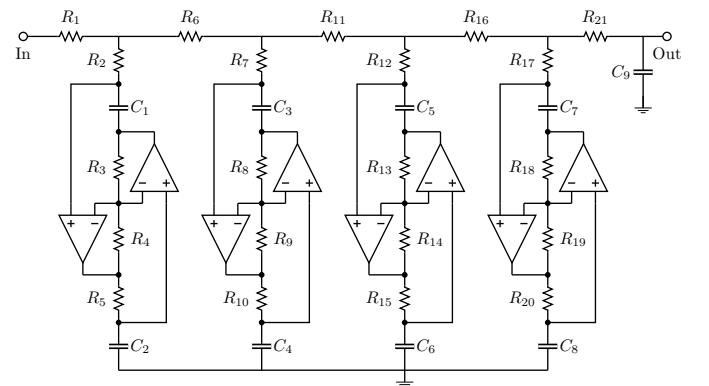 R1 R6 R11 R16 R21
In R2 R7 R12 R17 C9 Out
C1 C3 C5 C7
R3 R8 R13 R18
− + − + − + − +
+ − + − + − + −
R4 R9 R14 R19
R5 R10 R15 R20
C2 C4 C6 C8